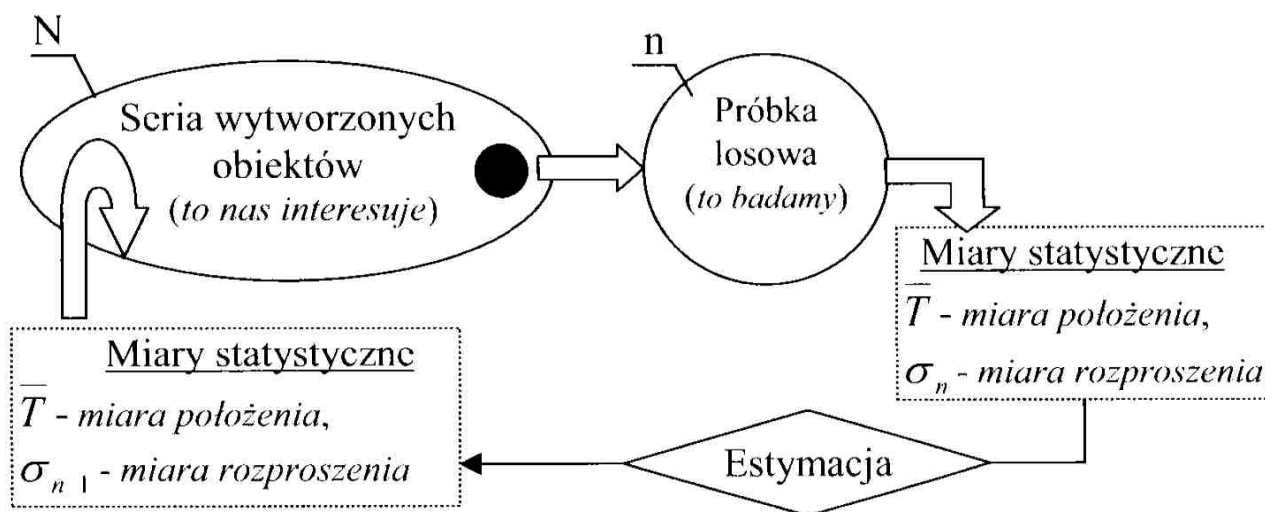 N
Seria wytworzonych
obiektów
(to nas interesuje)
n
Próbka
losowa
(to badamy)
Miary statystyczne
T̅ - miara położenia,
σₙ - miara rozproszenia
Miary statystyczne
T̅ - miara położenia,
σₙ₋₁ - miara rozproszenia
Estymacja